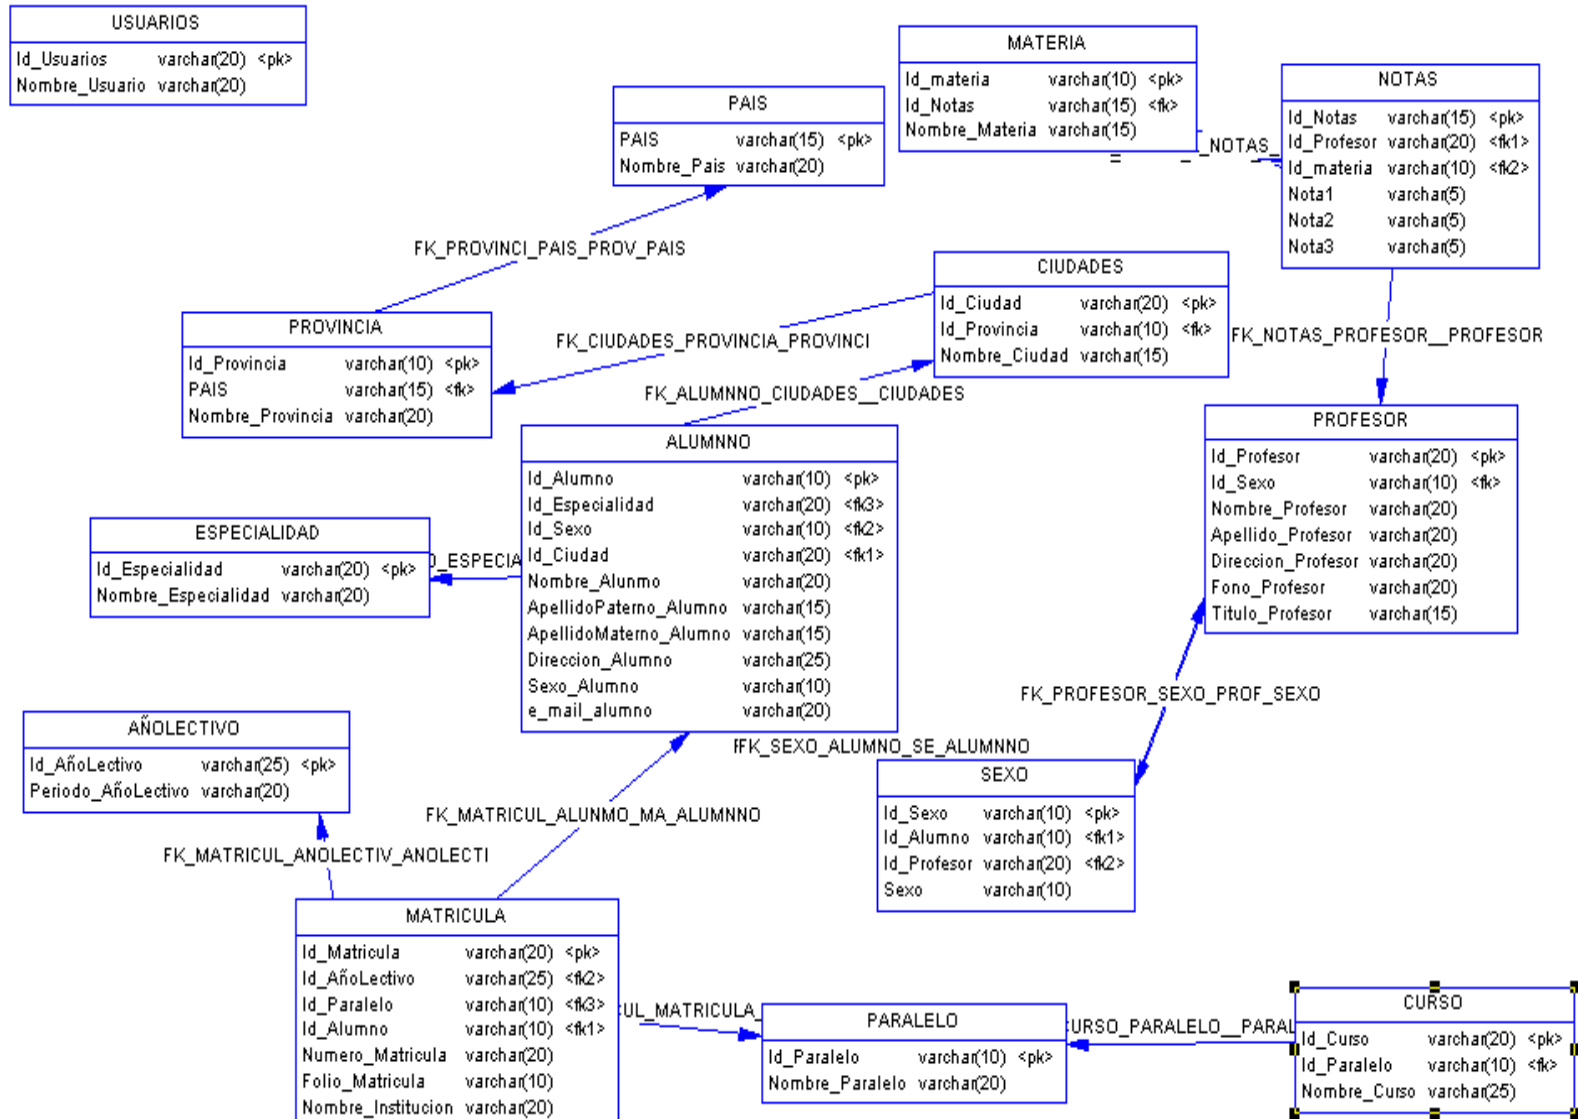 USUARIOS
Id_Usuarios varchar(20) <pk>
Nombre_Usuario varchar(20)
PAIS
PAIS varchar(15) <pk>
Nombre_Pais varchar(20)
MATERIA
Id_materia varchar(10) <pk>
Id_Notas varchar(15) <fk>
Nombre_Materia varchar(15)
_NOTAS_
NOTAS
Id_Notas varchar(15) <pk>
Id_Profesor varchar(20) <fk1>
Id_materia varchar(10) <fk2>
Nota1 varchar(5)
Nota2 varchar(5)
Nota3 varchar(5)
FK_PROVINCI_PAIS_PROV_PAIS
CIUDADES
Id_Ciudad varchar(20) <pk>
Id_Provincia varchar(10) <fk>
Nombre_Ciudad varchar(15)
PROVINCIA
Id_Provincia varchar(10) <pk>
PAIS varchar(15) <fk>
Nombre_Provincia varchar(20)
FK_CIUDADES_PROVINCIA_PROVINCI
FK_NOTAS_PROFESOR__PROFESOR
FK_ALUMNNO_CIUDADES__CIUDADES
ALUMNNO
Id_Alumno varchar(10) <pk>
Id_Especialidad varchar(20) <fk3>
Id_Sexo varchar(10) <fk2>
Id_Ciudad varchar(20) <fk1>
Nombre_Alunmo varchar(20)
ApellidoPaterno_Alumno varchar(15)
ApellidoMaterno_Alumno varchar(15)
Direccion_Alumno varchar(25)
Sexo_Alumno varchar(10)
e_mail_alumno varchar(20)
PROFESOR
Id_Profesor varchar(20) <pk>
Id_Sexo varchar(10) <fk>
Nombre_Profesor varchar(20)
Apellido_Profesor varchar(20)
Direccion_Profesor varchar(20)
Fono_Profesor varchar(20)
Titulo_Profesor varchar(15)
ESPECIALIDAD
Id_Especialidad varchar(20) <pk>
Nombre_Especialidad varchar(20)
O_ESPECIA
FK_PROFESOR_SEXO_PROF_SEXO
AÑOLECTIVO
Id_AñoLectivo varchar(25) <pk>
Periodo_AñoLectivo varchar(20)
FK_SEXO_ALUMNO_SE_ALUMNNO
SEXO
Id_Sexo varchar(10) <pk>
Id_Alumno varchar(10) <fk1>
Id_Profesor varchar(20) <fk2>
Sexo varchar(10)
FK_MATRICUL_ALUNMO_MA_ALUMNNO
FK_MATRICUL_ANOLECTIV_ANOLECTI
MATRICULA
Id_Matricula varchar(20) <pk>
Id_AñoLectivo varchar(25) <fk2>
Id_Paralelo varchar(10) <fk3>
Id_Alumno varchar(10) <fk1>
Numero_Matricula varchar(20)
Folio_Matricula varchar(10)
Nombre_Institucion varchar(20)
CUL_MATRICULA_
PARALELO
Id_Paralelo varchar(10) <pk>
Nombre_Paralelo varchar(20)
CURSO_PARALELO__PARAL
CURSO
Id_Curso varchar(20) <pk>
Id_Paralelo varchar(10) <fk>
Nombre_Curso varchar(25)